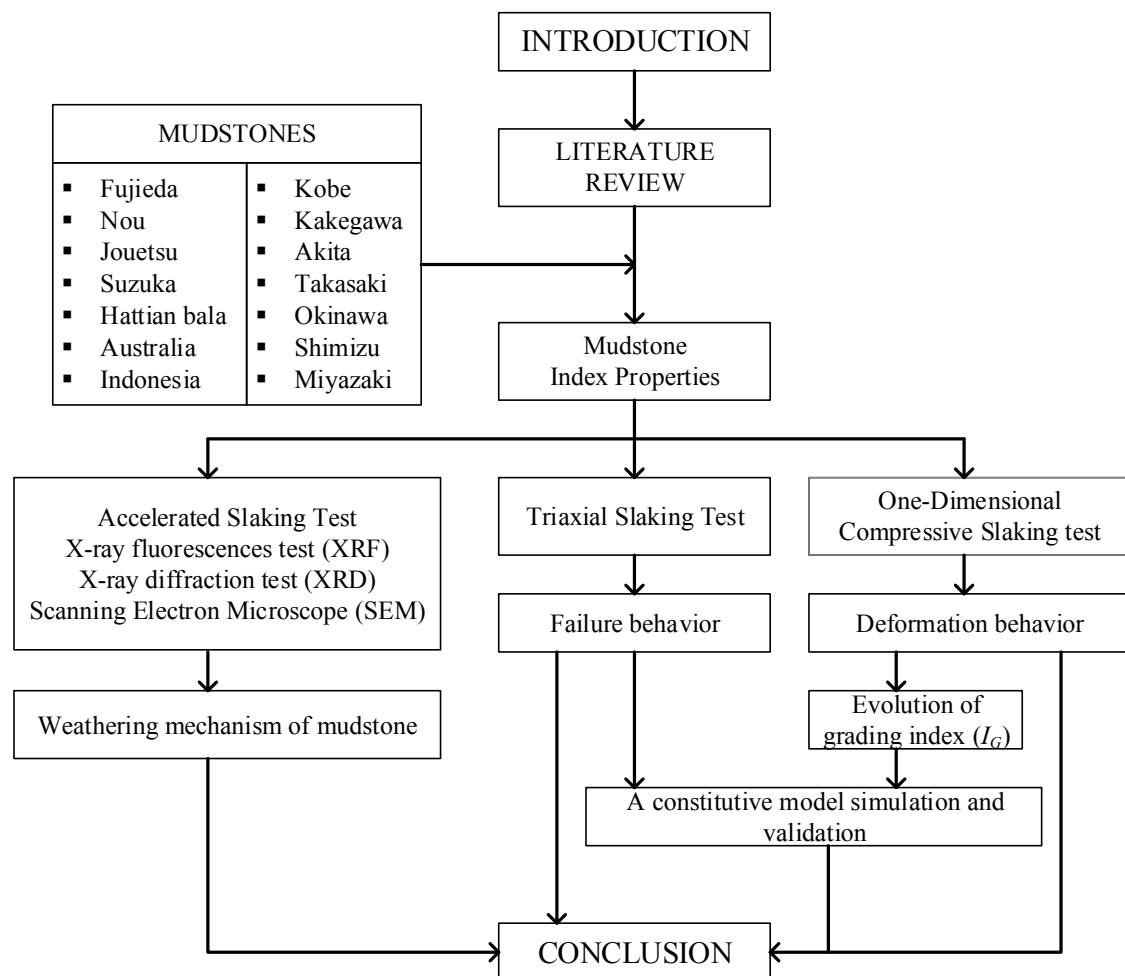 INTRODUCTION
LITERATURE
REVIEW
MUDSTONES
▪ Fujieda
▪ Nou
▪ Jouetsu
▪ Suzuka
▪ Hattian bala
▪ Australia
▪ Indonesia
▪ Kobe
▪ Kakegawa
▪ Akita
▪ Takasaki
▪ Okinawa
▪ Shimizu
▪ Miyazaki
Mudstone
Index Properties
Accelerated Slaking Test
X-ray fluorescences test (XRF)
X-ray diffraction test (XRD)
Scanning Electron Microscope (SEM)
Triaxial Slaking Test
One-Dimensional
Compressive Slaking test
Failure behavior
Deformation behavior
Weathering mechanism of mudstone
Evolution of
grading index (I_G)
A constitutive model simulation and
validation
CONCLUSION